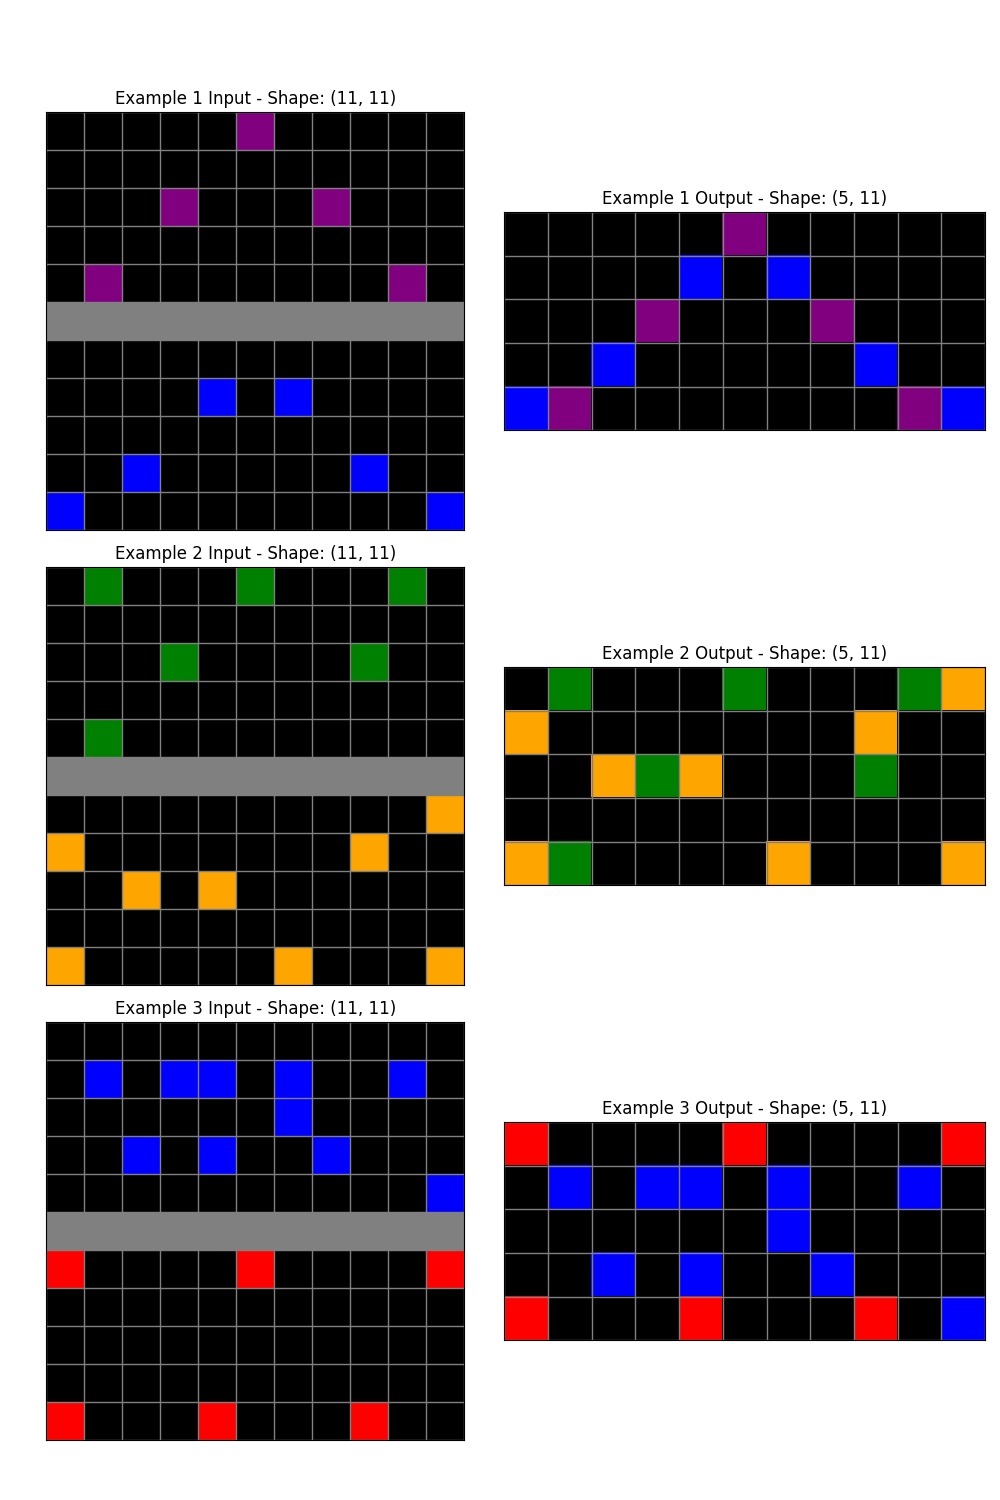 Example 1 Input - Shape: (11, 11)
Example 1 Output - Shape: (5, 11)
Example 2 Input - Shape: (11, 11)
Example 2 Output - Shape: (5, 11)
Example 3 Input - Shape: (11, 11)
Example 3 Output - Shape: (5, 11)